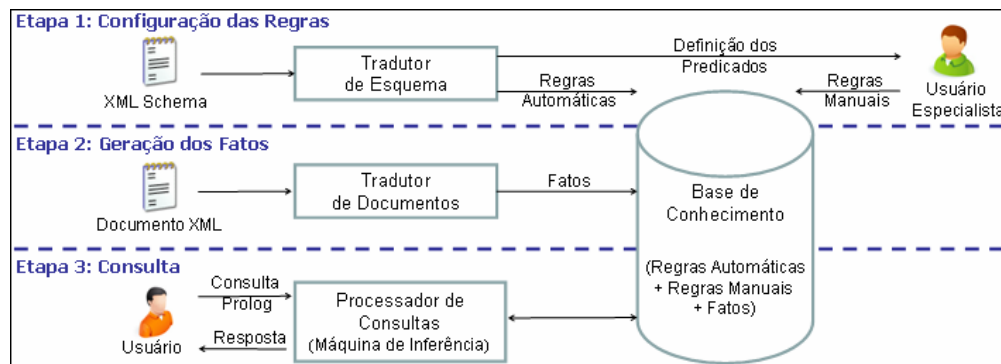 Etapa 1: Configuração das Regras
XML Schema
Tradutor
de Esquema
Definição dos
Predicados
Regras
Automáticas
Regras
Manuais
Usuário
Especialista
Etapa 2: Geração dos Fatos
Documento XML
Tradutor
de Documentos
Fatos
Base de
Conhecimento
(Regras Automáticas
+ Regras Manuais
+ Fatos)
Etapa 3: Consulta
Usuário
Consulta
Prolog
Resposta
Processador de
Consultas
(Máquina de Inferência)